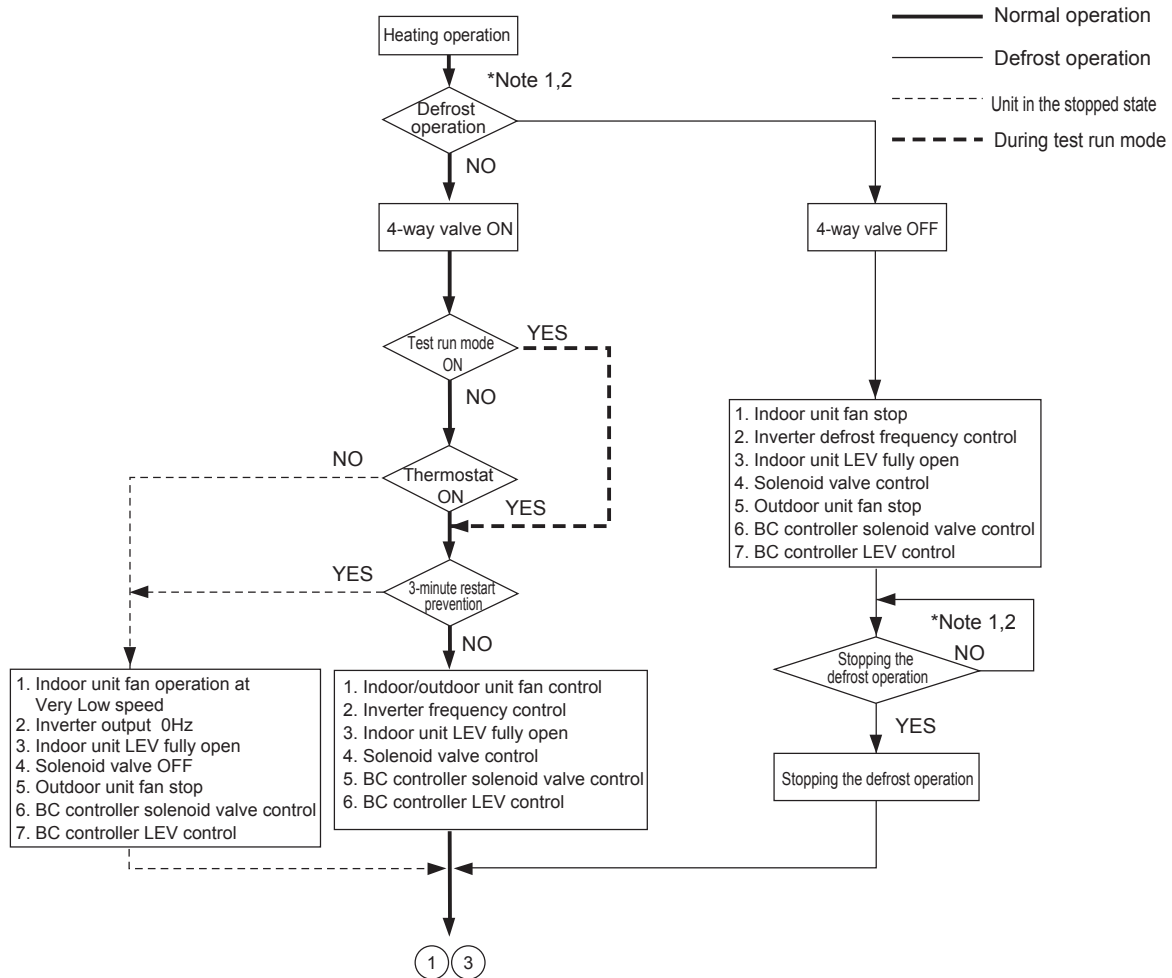 Normal operation
Defrost operation
Unit in the stopped state
During test run mode
Heating operation
*Note 1,2
Defrost
operation
NO
4-way valve ON
4-way valve OFF
Test run mode
ON
YES
NO
Thermostat
ON
NO
YES
3-minute restart
prevention
YES
NO
1. Indoor unit fan operation at
Very Low speed
2. Inverter output 0Hz
3. Indoor unit LEV fully open
4. Solenoid valve OFF
5. Outdoor unit fan stop
6. BC controller solenoid valve control
7. BC controller LEV control
1. Indoor/outdoor unit fan control
2. Inverter frequency control
3. Indoor unit LEV fully open
4. Solenoid valve control
5. BC controller solenoid valve control
6. BC controller LEV control
1. Indoor unit fan stop
2. Inverter defrost frequency control
3. Indoor unit LEV fully open
4. Solenoid valve control
5. Outdoor unit fan stop
6. BC controller solenoid valve control
7. BC controller LEV control
*Note 1,2
Stopping the
defrost operation
NO
YES
Stopping the defrost operation
1 3